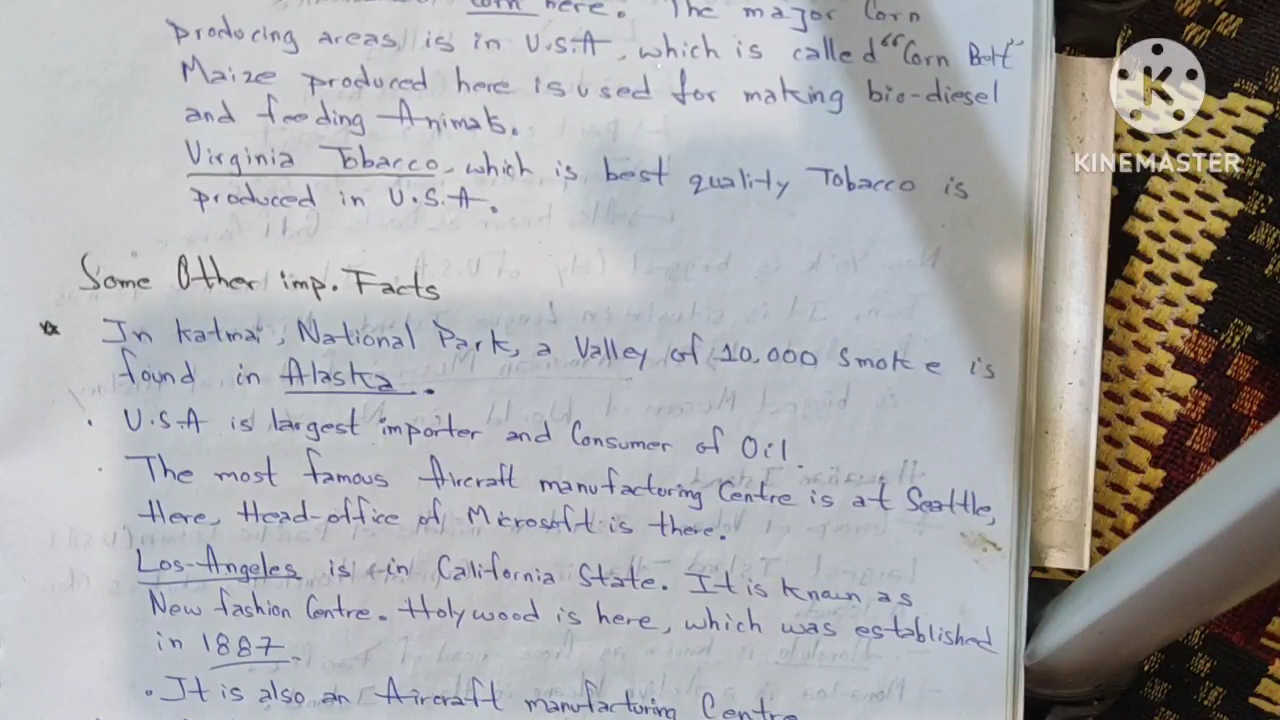 corn here. The major Corn
producing areas, is in U.S.A, which is called "Corn Belt"
Maize produced here is used for making bio-diesel
and feeding Animals.
Virginia Tobacco, which is best quality Tobacco is
produced in U.S.A.
Some Other imp. Facts
In Katmai, National Park, a Valley of 10,000 Smoke is
found in Alaska.
. U.S.A is largest importer and Consumer of Oil.
. The most famous Aircraft manufactoring Centre is at Seattle,
Here, Head-office of Microsoft is there.
Los-Angeles is in California State. It is known as
New fashion Centre. Holywood is here, which was established
in 1887.
. It is also an Aircraft manufactoring Centre
K
KINEMASTER